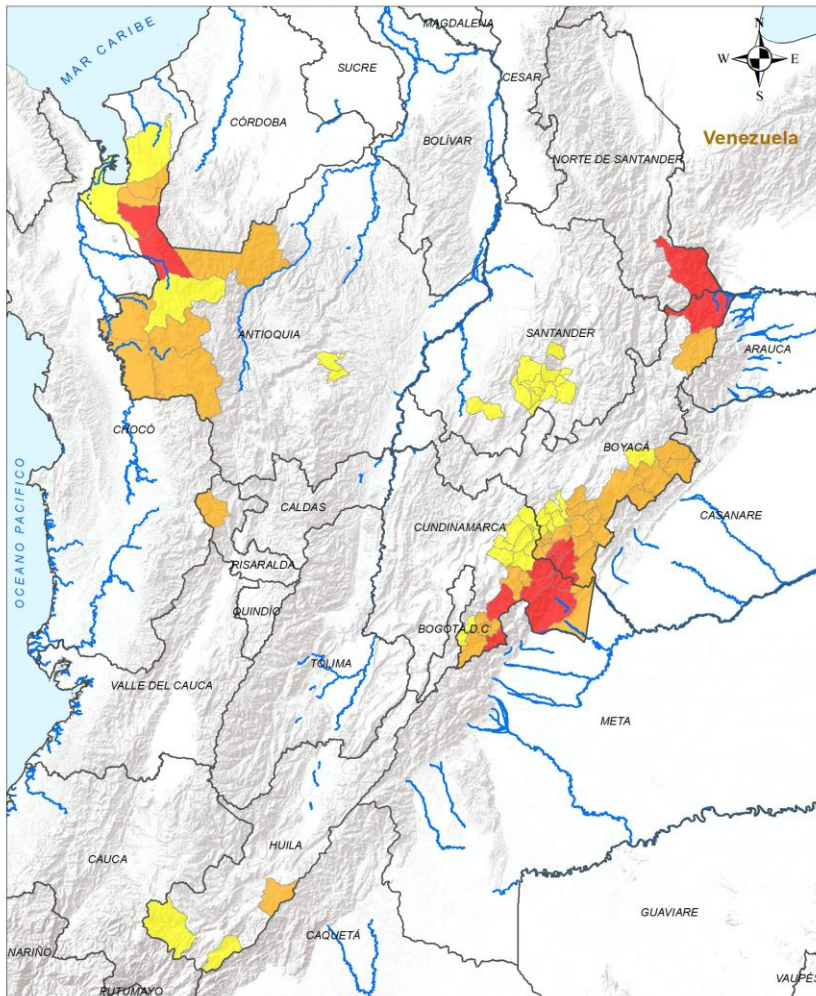 MAGDALENA
MAR CARIBE
N
W E
S
SUCRE
CESAR
CÓRDOBA
BOLÍVAR
Venezuela
NORTE DE SANTANDER
ANTIOQUIA
SANTANDER
ARAUCA
CHOCÓ
BOYACÁ
OCEANO PACIFICO
CALDAS
CUNDINAMARCA
CASANARE
RISARALDA
QUINDÍO
BOGOTÁ D.C
TOLIMA
VALLE DEL CAUCA
META
HUILA
CAUCA
GUAVIARE
CAQUETÁ
NARIÑO
PUTUMAYO
VAUPÉS